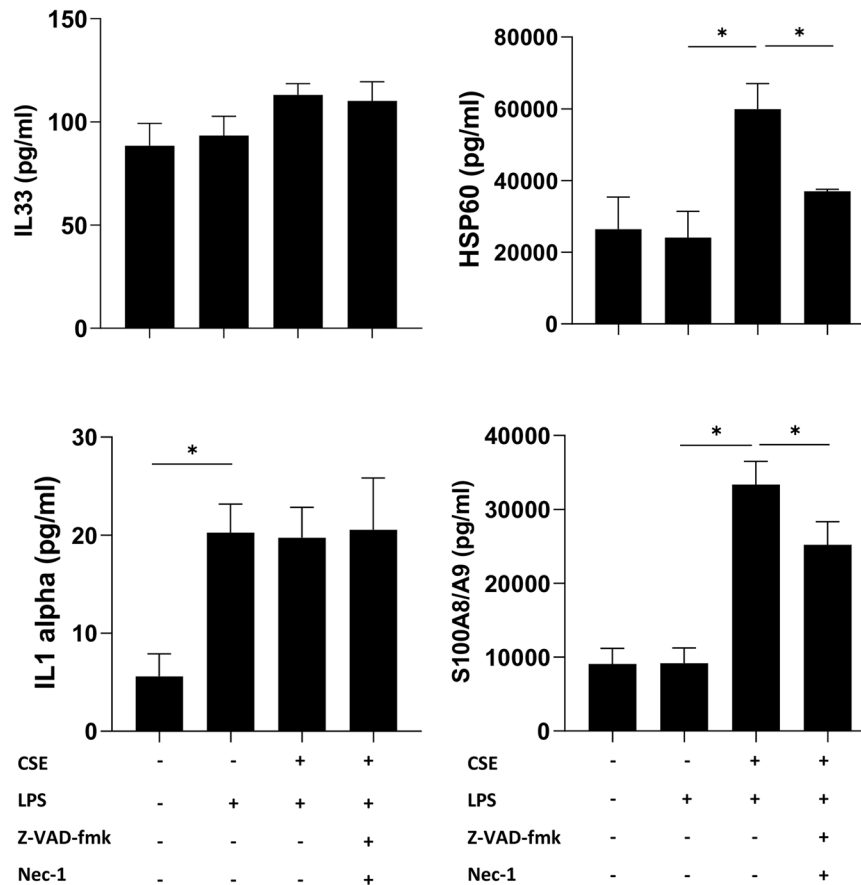 IL33 (pg/ml)
150
100
50
0
HSP60 (pg/ml)
80000
60000
40000
20000
0
* *
IL1 alpha (pg/ml)
30
20
10
0
*
S100A8/A9 (pg/ml)
40000
30000
20000
10000
0
* *
CSE - - + +
LPS - + + +
Z-VAD-fmk - - - +
Nec-1 - - - +
CSE - - + +
LPS - + + +
Z-VAD-fmk - - - +
Nec-1 - - - +